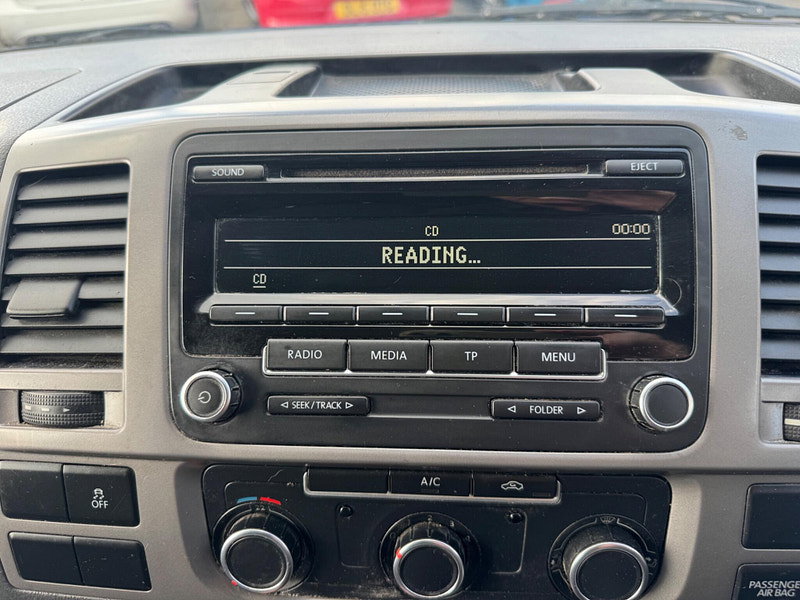 SOUND
EJECT
CD
00:00
READING...
CD
RADIO
MEDIA
TP
MENU
SEEK/TRACK
FOLDER
A/C
OFF
PASSENGE
AIR BAG